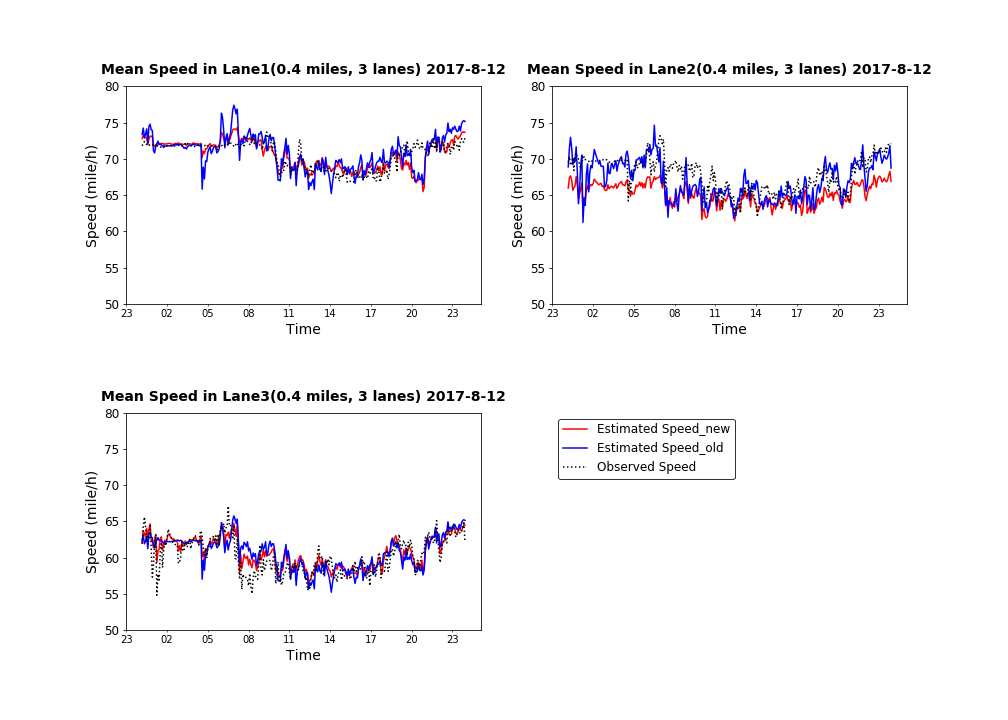 Mean Speed in Lane1(0.4 miles, 3 lanes) 2017-8-12
80
75
70
65
60
55
50
Speed (mile/h)
23 02 05 08 11 14 17 20 23
Time
Mean Speed in Lane2(0.4 miles, 3 lanes) 2017-8-12
80
75
70
65
60
55
50
Speed (mile/h)
23 02 05 08 11 14 17 20 23
Time
Mean Speed in Lane3(0.4 miles, 3 lanes) 2017-8-12
80
75
70
65
60
55
50
Speed (mile/h)
23 02 05 08 11 14 17 20 23
Time
Estimated Speed_new
Estimated Speed_old
Observed Speed